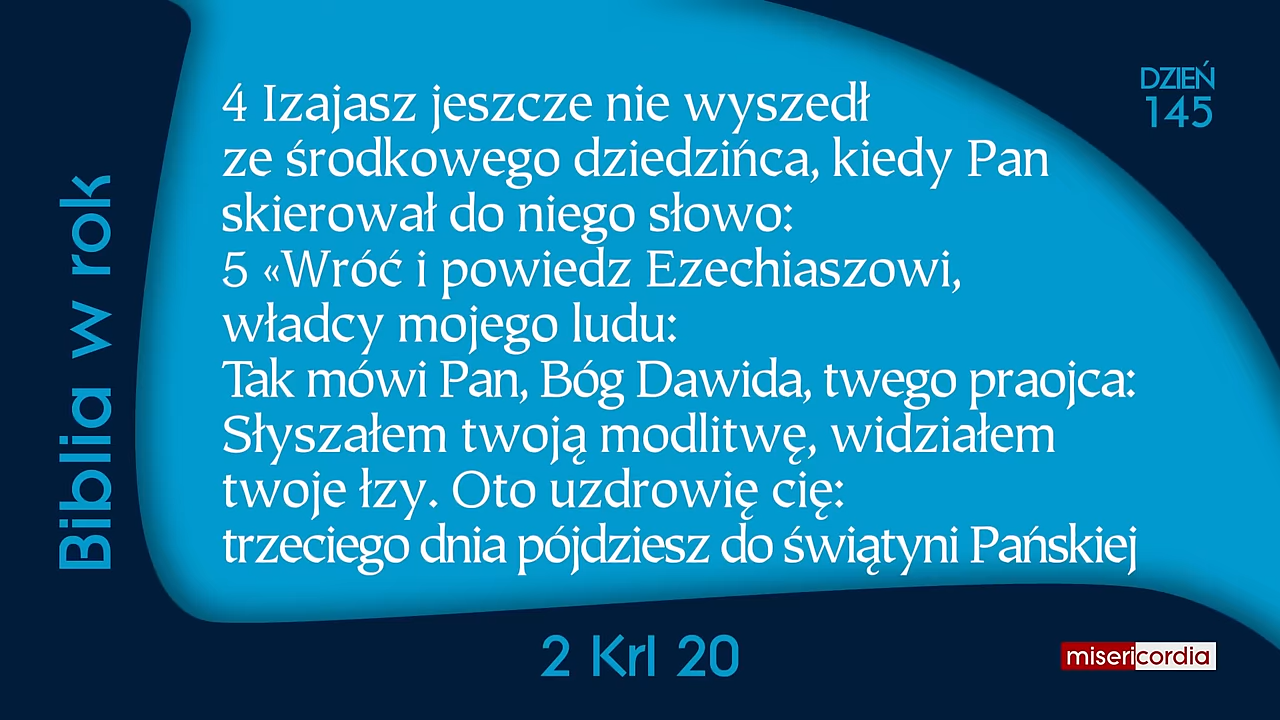 4 Izajasz jeszcze nie wyszedł
ze środkowego dziedzińca, kiedy Pan
skierował do niego słowo:
5 «Wróć i powiedz Ezechiaszowi,
władcy mojego ludu:
Tak mówi Pan, Bóg Dawida, twego praojca:
Słyszałem twoją modlitwę, widziałem
twoje łzy. Oto uzdrowię cię:
trzeciego dnia pójdziesz do świątyni Pańskiej
DZIEŃ
145
Biblia w rok
2 Krl 20
misericordia